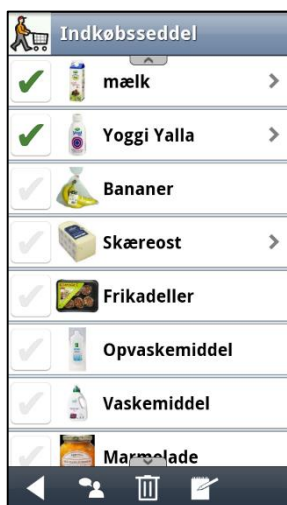 Indkøbsseddel
mælk
Yoggi Yalla
Bananer
Skæreost
Frikadeller
Opvaskemiddel
Vaskemiddel
Marmelade